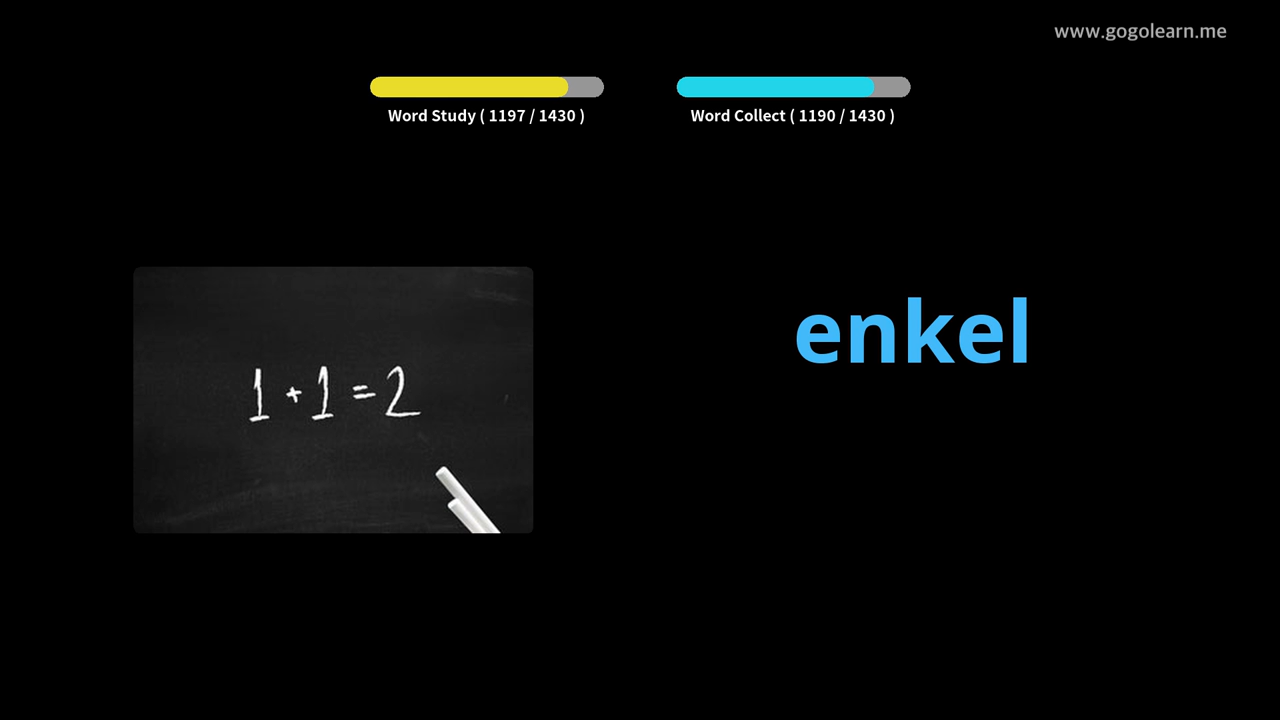 www.gogolearn.me
Word Study ( 1197 / 1430 )
Word Collect ( 1190 / 1430 )
enkel
1 + 1 = 2